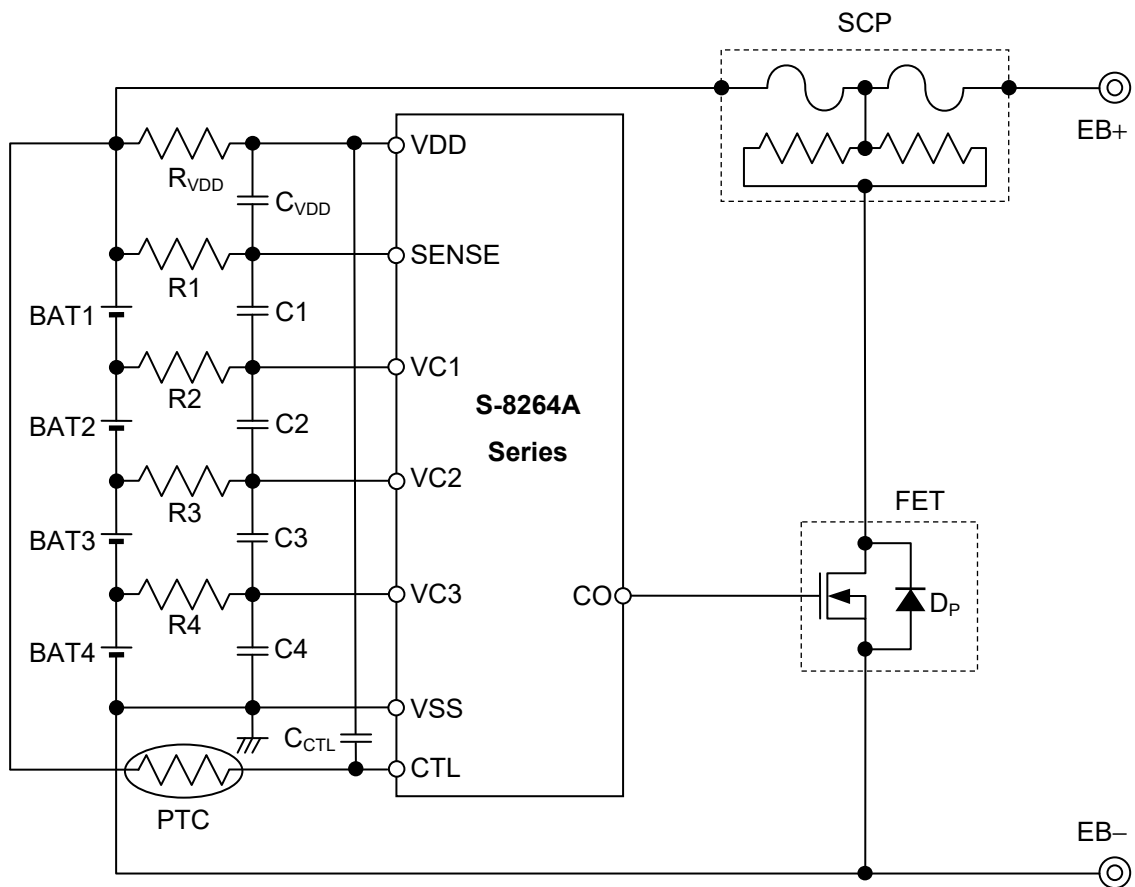 SCP
EB+
RVDD
CVDD
VDD
SENSE
R1
C1
BAT1
VC1
R2
C2
BAT2
S-8264A
Series
VC2
R3
C3
BAT3
FET
VC3
CO
DP
R4
C4
BAT4
VSS
CCTL
CTL
PTC
EB−